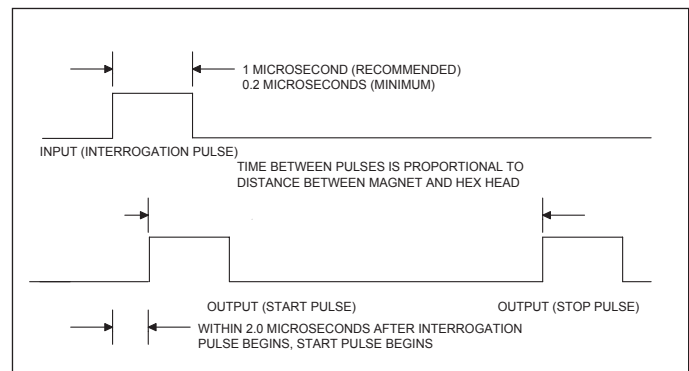 1 MICROSECOND (RECOMMENDED)
0.2 MICROSECONDS (MINIMUM)
INPUT (INTERROGATION PULSE)
TIME BETWEEN PULSES IS PROPORTIONAL TO
DISTANCE BETWEEN MAGNET AND HEX HEAD
OUTPUT (START PULSE)
OUTPUT (STOP PULSE)
WITHIN 2.0 MICROSECONDS AFTER INTERROGATION
PULSE BEGINS, START PULSE BEGINS